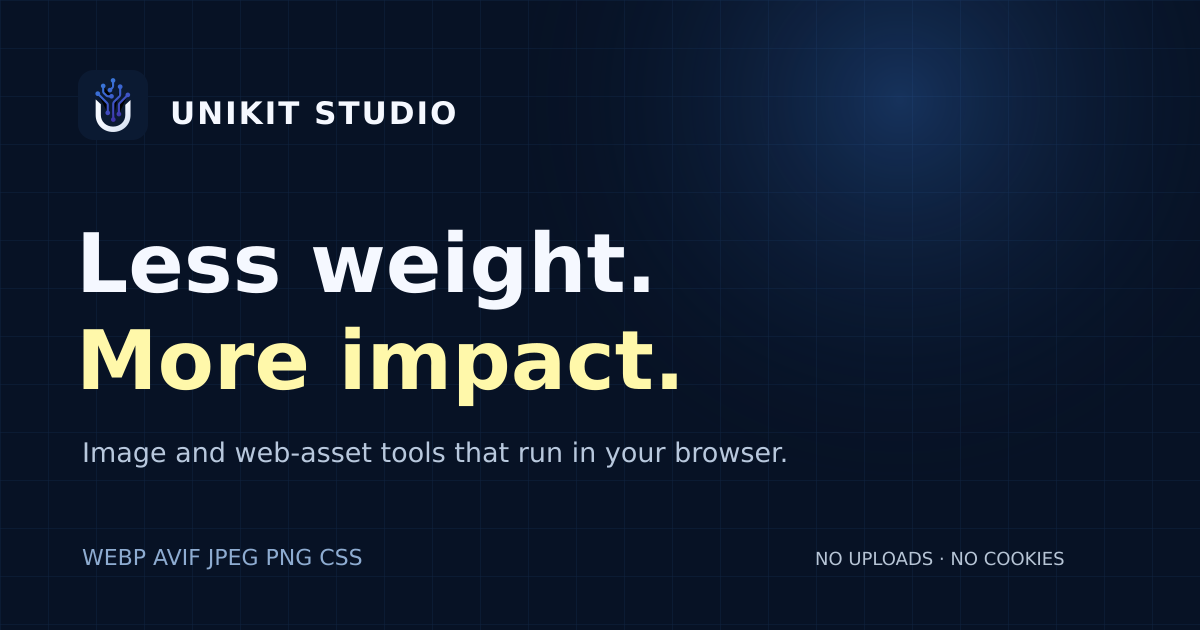 UNIKIT STUDIO
Less weight.
More impact.
Image and web-asset tools that run in your browser.
WEBP AVIF JPEG PNG CSS
NO UPLOADS · NO COOKIES